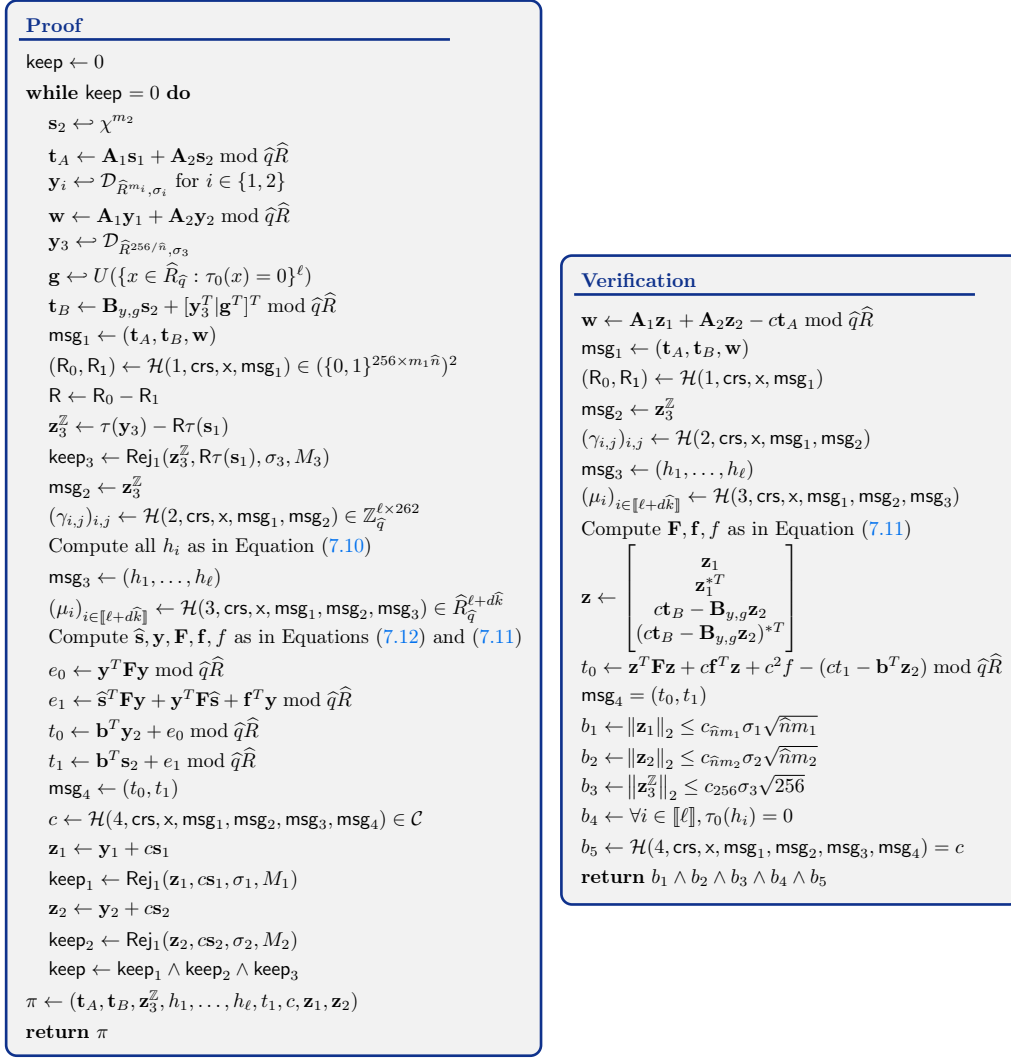 Proof
keep ← 0
while keep = 0 do
s₂ ↩ χ^{m₂}
t_A ← A₁s₁ + A₂s₂ mod q̂R̂
y_i ↩ D_{R̂^{m_i},σ_i} for i ∈ {1, 2}
w ← A₁y₁ + A₂y₂ mod q̂R̂
y₃ ↩ D_{R̂^{256/n̂},σ₃}
g ↩ U({x ∈ R̂_q̂ : τ₀(x) = 0}^ℓ)
t_B ← B_{y,g}s₂ + [y₃^T|g^T]^T mod q̂R̂
msg₁ ← (t_A, t_B, w)
(R₀, R₁) ← H(1, crs, x, msg₁) ∈ ({0, 1}^{256×m₁n̂})²
R ← R₀ − R₁
z₃^ℤ ← τ(y₃) − Rτ(s₁)
keep₃ ← Rej₁(z₃^ℤ, Rτ(s₁), σ₃, M₃)
msg₂ ← z₃^ℤ
(γ_{i,j})_{i,j} ← H(2, crs, x, msg₁, msg₂) ∈ ℤ_q̂^{ℓ×262}
Compute all h_i as in Equation (7.10)
msg₃ ← (h₁, . . . , h_ℓ)
(μ_i)_{i∈⟦ℓ+dk̂⟧} ← H(3, crs, x, msg₁, msg₂, msg₃) ∈ R̂_q̂^{ℓ+dk̂}
Compute ŝ, y, F, f, f as in Equations (7.12) and (7.11)
e₀ ← y^T Fy mod q̂R̂
e₁ ← ŝ^T Fy + y^T Fŝ + f^T y mod q̂R̂
t₀ ← b^T y₂ + e₀ mod q̂R̂
t₁ ← b^T s₂ + e₁ mod q̂R̂
msg₄ ← (t₀, t₁)
c ← H(4, crs, x, msg₁, msg₂, msg₃, msg₄) ∈ C
z₁ ← y₁ + cs₁
keep₁ ← Rej₁(z₁, cs₁, σ₁, M₁)
z₂ ← y₂ + cs₂
keep₂ ← Rej₁(z₂, cs₂, σ₂, M₂)
keep ← keep₁ ∧ keep₂ ∧ keep₃
π ← (t_A, t_B, z₃^ℤ, h₁, . . . , h_ℓ, t₁, c, z₁, z₂)
return π
Verification
w ← A₁z₁ + A₂z₂ − ct_A mod q̂R̂
msg₁ ← (t_A, t_B, w)
(R₀, R₁) ← H(1, crs, x, msg₁)
msg₂ ← z₃^ℤ
(γ_{i,j})_{i,j} ← H(2, crs, x, msg₁, msg₂)
msg₃ ← (h₁, . . . , h_ℓ)
(μ_i)_{i∈⟦ℓ+dk̂⟧} ← H(3, crs, x, msg₁, msg₂, msg₃)
Compute F, f, f as in Equation (7.11)
z ← [ z₁
z₁^{*T}
ct_B − B_{y,g}z₂
(ct_B − B_{y,g}z₂)^{*T} ]
t₀ ← z^T Fz + cf^T z + c²f − (ct₁ − b^T z₂) mod q̂R̂
msg₄ = (t₀, t₁)
b₁ ← ‖z₁‖₂ ≤ c_{n̂m₁}σ₁√(n̂m₁)
b₂ ← ‖z₂‖₂ ≤ c_{n̂m₂}σ₂√(n̂m₂)
b₃ ← ‖z₃^ℤ‖₂ ≤ c₂₅₆σ₃√256
b₄ ← ∀i ∈ ⟦ℓ⟧, τ₀(h_i) = 0
b₅ ← H(4, crs, x, msg₁, msg₂, msg₃, msg₄) = c
return b₁ ∧ b₂ ∧ b₃ ∧ b₄ ∧ b₅